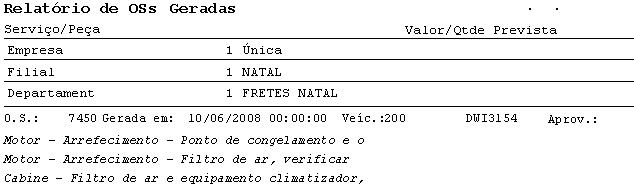 Relatório de OSs Geradas
Serviço/Peça Valor/Qtde Prevista
Empresa 1 Única
Filial 1 NATAL
Departament 1 FRETES NATAL
O.S.: 7450 Gerada em: 10/06/2008 00:00:00 Veíc.:200 DWI3154 Aprov.:
Motor - Arrefecimento - Ponto de congelamento e o
Motor - Arrefecimento - Filtro de ar, verificar
Cabine - Filtro de ar e equipamento climatizador,